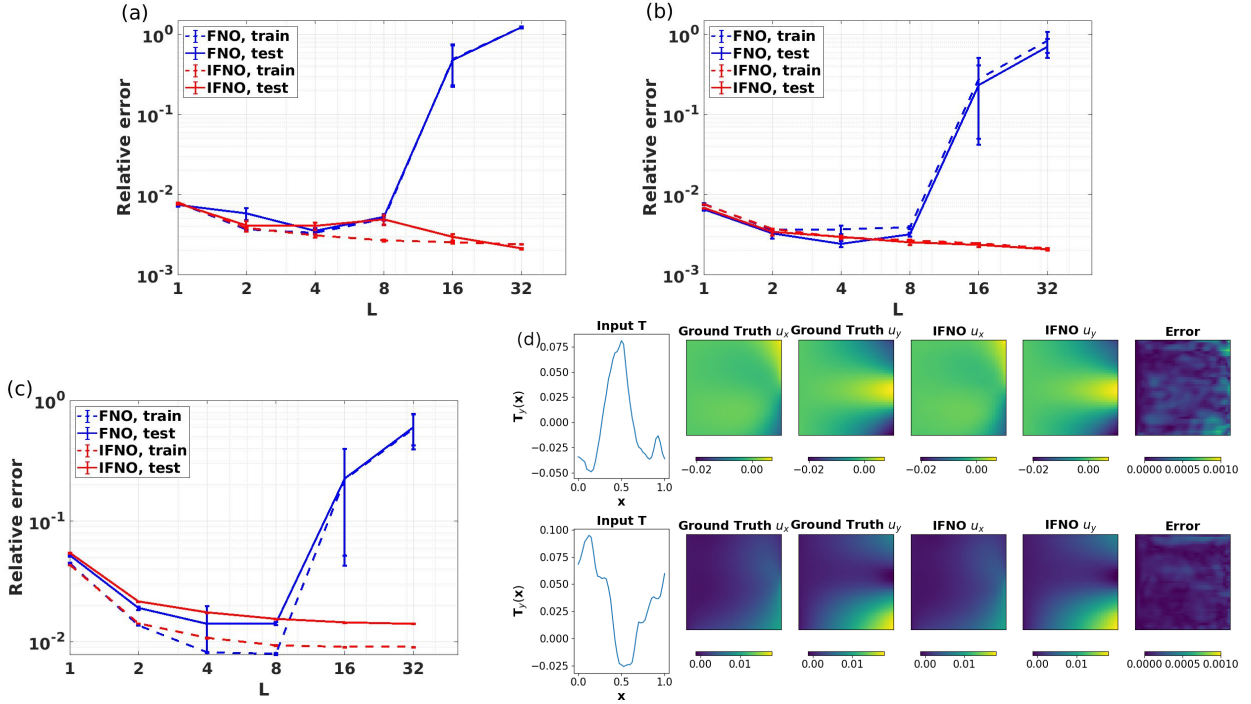 (a)
10^0
10^-1
10^-2
10^-3
Relative error
FNO, train
FNO, test
IFNO, train
IFNO, test
1 2 4 8 16 32
L
(b)
10^0
10^-1
10^-2
10^-3
Relative error
FNO, train
FNO, test
IFNO, train
IFNO, test
1 2 4 8 16 32
L
(c)
10^0
10^-1
10^-2
Relative error
FNO, train
FNO, test
IFNO, train
IFNO, test
1 2 4 8 16 32
L
(d)
Input T Ground Truth u_x Ground Truth u_y IFNO u_x IFNO u_y Error
0.075
0.050
0.025
0.000
−0.025
−0.050
T_y(x)
0.0 0.5 1.0
x
−0.02 0.00 −0.02 0.00 −0.02 0.00 −0.02 0.00 0.0000 0.0005 0.0010
Input T Ground Truth u_x Ground Truth u_y IFNO u_x IFNO u_y Error
0.100
0.075
0.050
0.025
0.000
−0.025
T_y(x)
0.0 0.5 1.0
x
0.00 0.01 0.00 0.01 0.00 0.01 0.00 0.01 0.0000 0.0005 0.0010